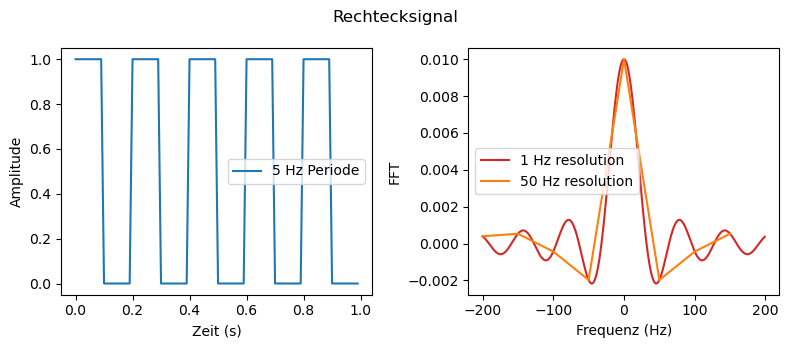 Rechtecksignal
1.0
0.8
0.6
0.4
0.2
0.0
Amplitude
5 Hz Periode
0.0 0.2 0.4 0.6 0.8 1.0
Zeit (s)
0.010
0.008
0.006
0.004
0.002
0.000
−0.002
FFT
1 Hz resolution
50 Hz resolution
−200 −100 0 100 200
Frequenz (Hz)